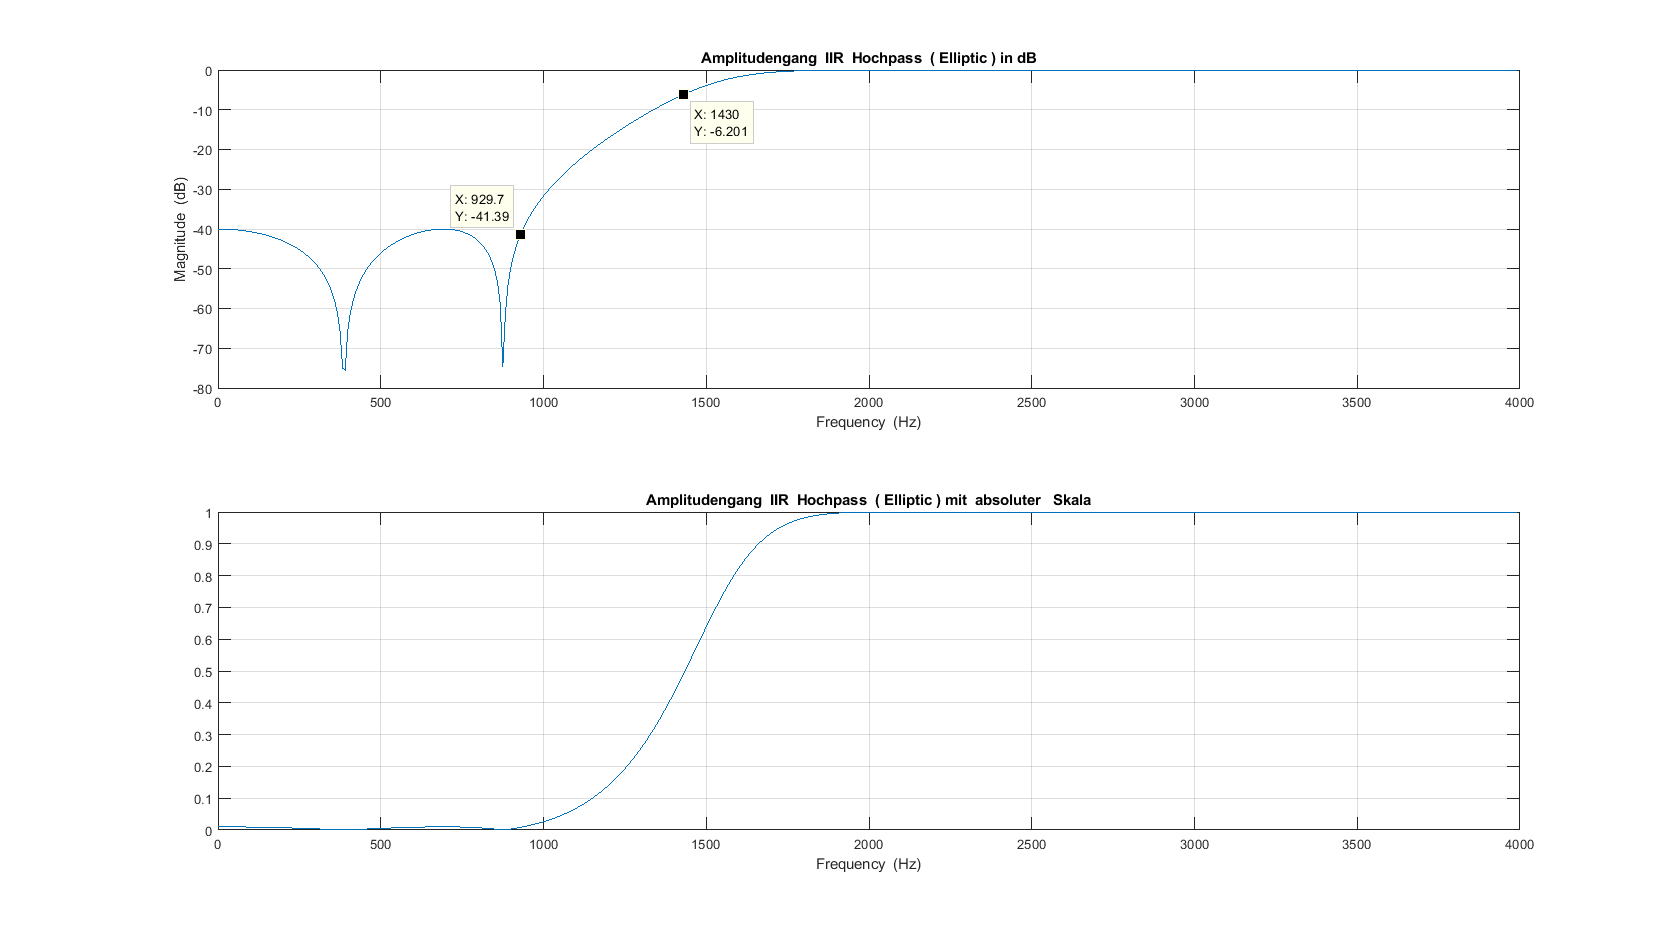 Amplitudengang IIR Hochpass ( Elliptic ) in dB
0
-10
-20
-30
-40
-50
-60
-70
-80
Magnitude (dB)
X: 1430
Y: -6.201
X: 929.7
Y: -41.39
0 500 1000 1500 2000 2500 3000 3500 4000
Frequency (Hz)
Amplitudengang IIR Hochpass ( Elliptic ) mit absoluter Skala
1
0.9
0.8
0.7
0.6
0.5
0.4
0.3
0.2
0.1
0
0 500 1000 1500 2000 2500 3000 3500 4000
Frequency (Hz)